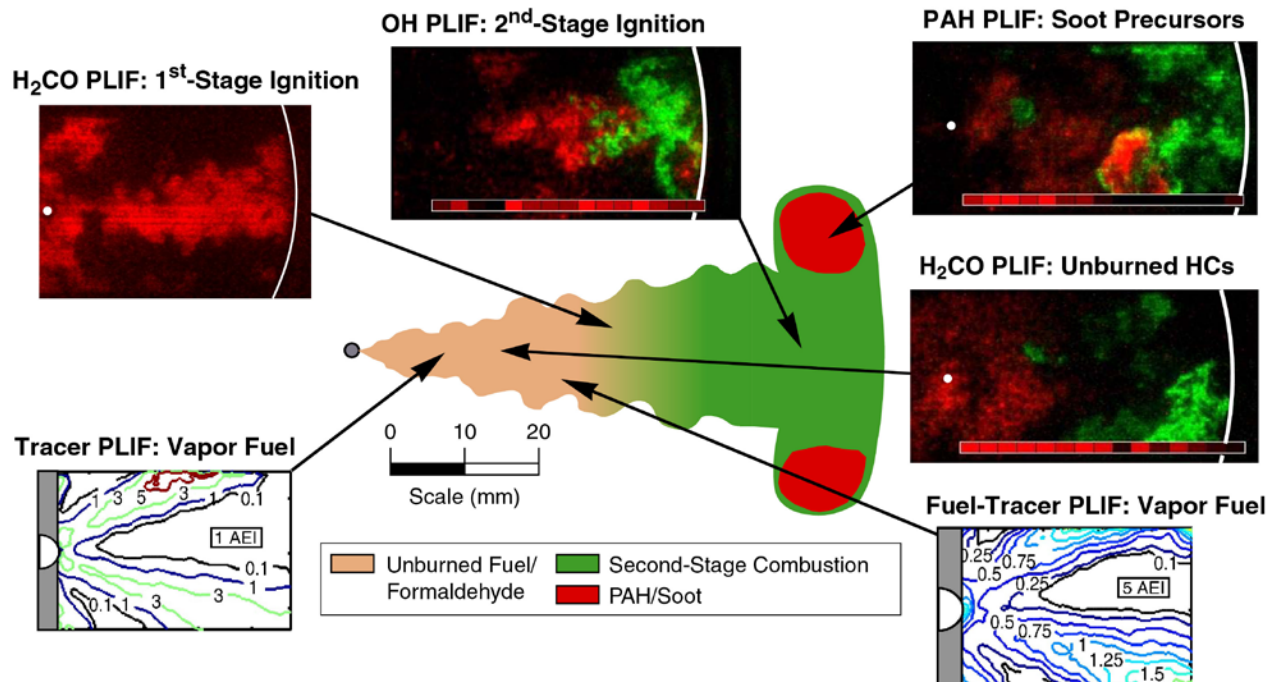 OH PLIF: 2nd-Stage Ignition
PAH PLIF: Soot Precursors
H2CO PLIF: 1st-Stage Ignition
H2CO PLIF: Unburned HCs
0 10 20
Scale (mm)
Tracer PLIF: Vapor Fuel
1 3 5 3 1 0.1
1 AEI
0.1
1
0.1 1 3 3
Unburned Fuel/
Formaldehyde
Second-Stage Combustion
PAH/Soot
Fuel-Tracer PLIF: Vapor Fuel
0.25 0.75 0.1
0.5 0.25
5 AEI
0.5 0.75
1
1.25
1.5